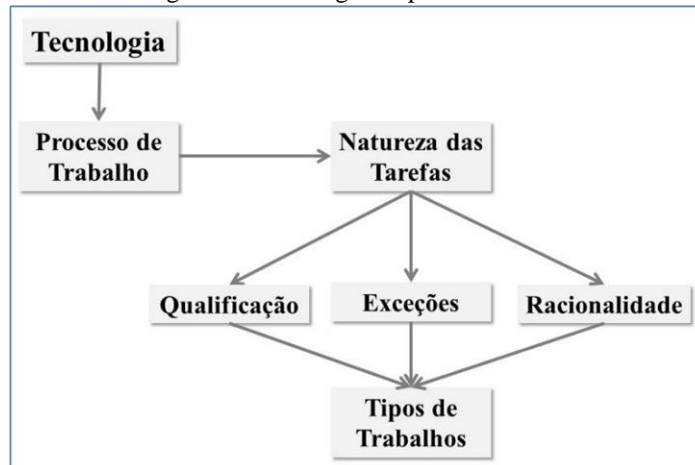 Tecnologia
Processo de
Trabalho
Natureza das
Tarefas
Qualificação
Exceções
Racionalidade
Tipos de
Trabalhos